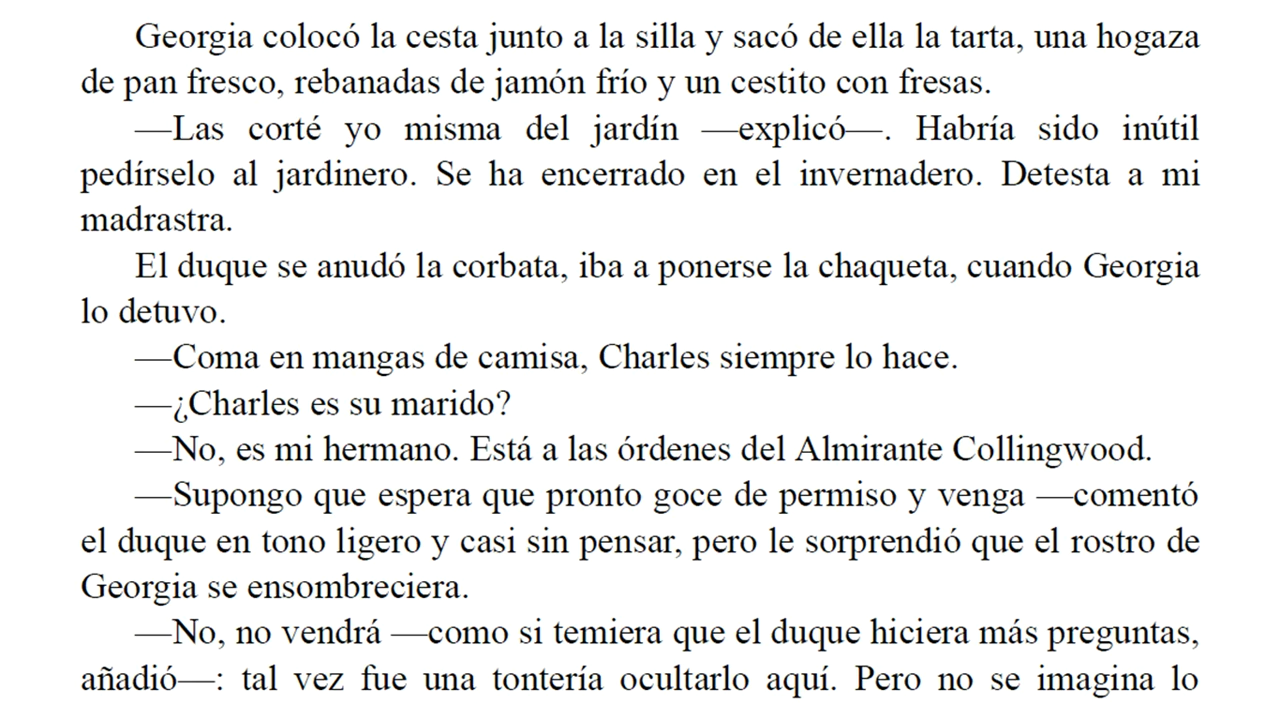 Georgia colocó la cesta junto a la silla y sacó de ella la tarta, una hogaza
de pan fresco, rebanadas de jamón frío y un cestito con fresas.
—Las corté yo misma del jardín —explicó—. Habría sido inútil
pedírselo al jardinero. Se ha encerrado en el invernadero. Detesta a mi
madrastra.
El duque se anudó la corbata, iba a ponerse la chaqueta, cuando Georgia
lo detuvo.
—Coma en mangas de camisa, Charles siempre lo hace.
—¿Charles es su marido?
—No, es mi hermano. Está a las órdenes del Almirante Collingwood.
—Supongo que espera que pronto goce de permiso y venga —comentó
el duque en tono ligero y casi sin pensar, pero le sorprendió que el rostro de
Georgia se ensombreciera.
—No, no vendrá —como si temiera que el duque hiciera más preguntas,
añadió—: tal vez fue una tontería ocultarlo aquí. Pero no se imagina lo